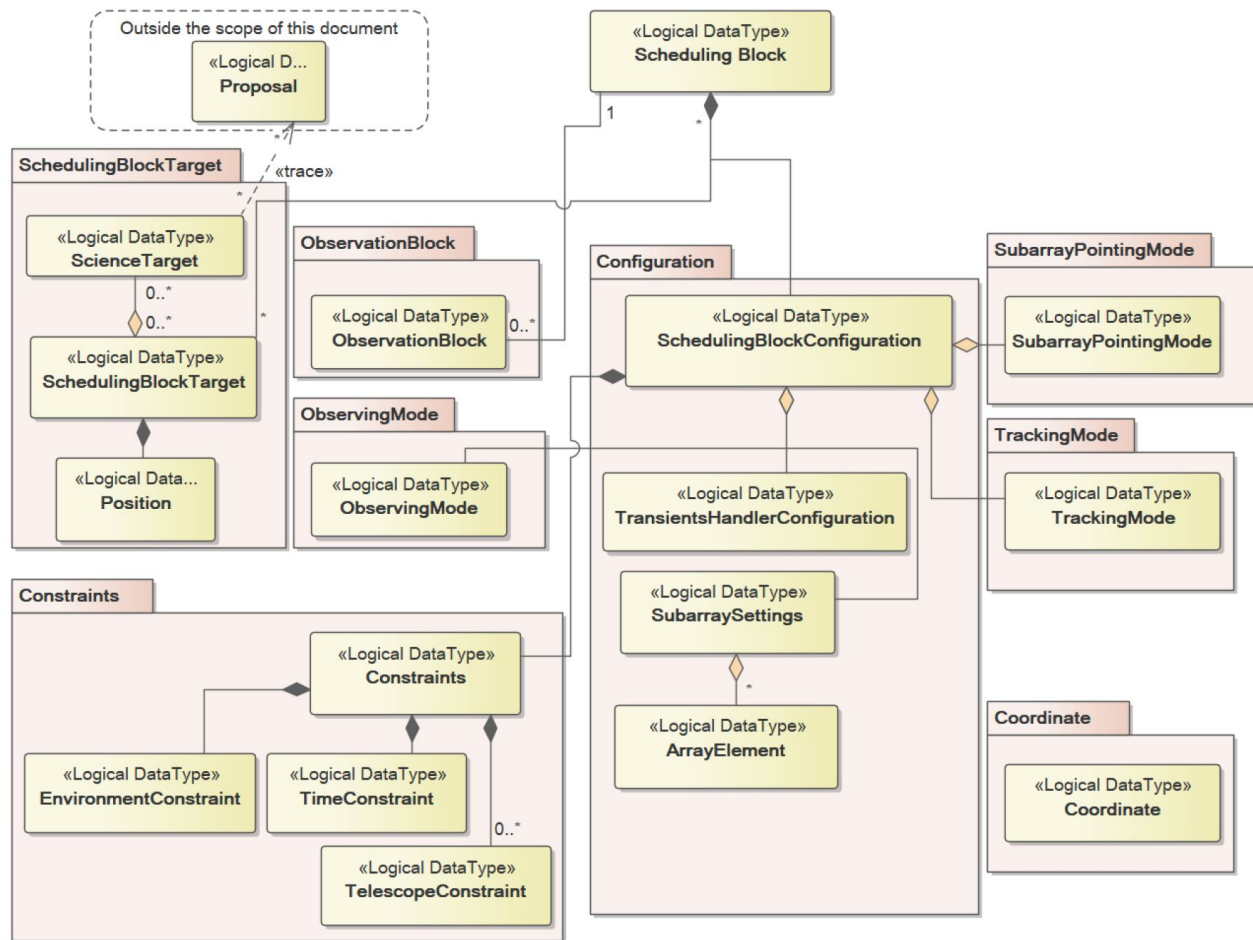 Outside the scope of this document
«Logical D...
Proposal
«Logical DataType»
Scheduling Block
1
*
*
«trace»
*
SchedulingBlockTarget
«Logical DataType»
ScienceTarget
0..*
0..*
*
«Logical DataType»
SchedulingBlockTarget
«Logical Data...
Position
ObservationBlock
«Logical DataType»
ObservationBlock
0..*
ObservingMode
«Logical DataType»
ObservingMode
Configuration
«Logical DataType»
SchedulingBlockConfiguration
«Logical DataType»
TransientsHandlerConfiguration
«Logical DataType»
SubarraySettings
*
«Logical DataType»
ArrayElement
SubarrayPointingMode
«Logical DataType»
SubarrayPointingMode
TrackingMode
«Logical DataType»
TrackingMode
Constraints
«Logical DataType»
Constraints
«Logical DataType»
EnvironmentConstraint
«Logical DataType»
TimeConstraint
0..*
«Logical DataType»
TelescopeConstraint
Coordinate
«Logical DataType»
Coordinate